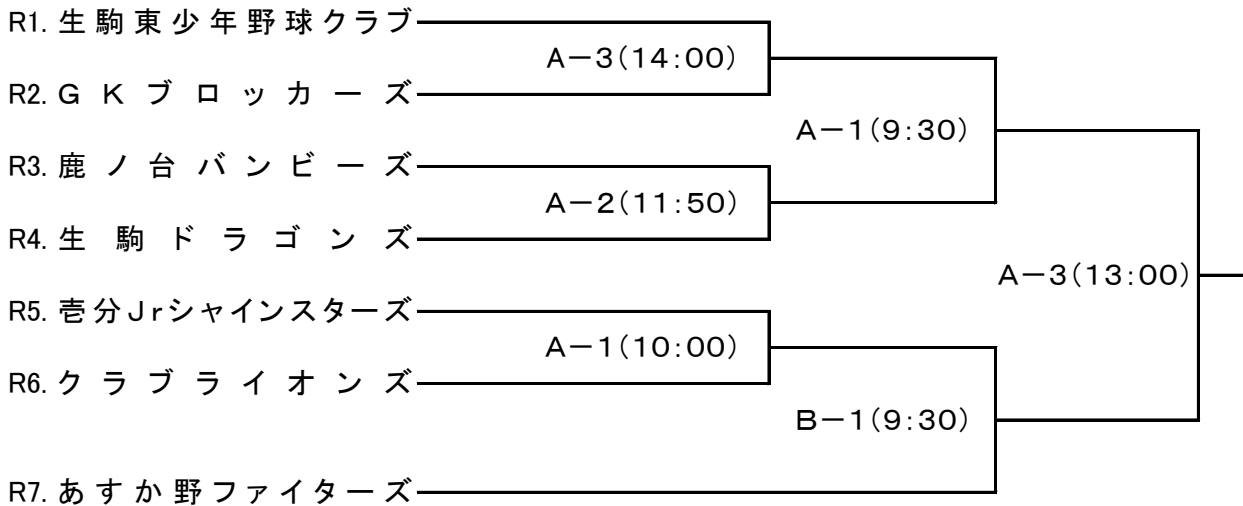 R1. 生駒東少年野球クラブ
A-3(14:00)
R2. GKブロッカーズ
A-1(9:30)
R3. 鹿ノ台バンビーズ
A-2(11:50)
R4. 生駒ドラゴンズ
A-3(13:00)
R5. 壱分Jrシャインスターズ
A-1(10:00)
R6. クラブライオンズ
B-1(9:30)
R7. あすか野ファイターズ